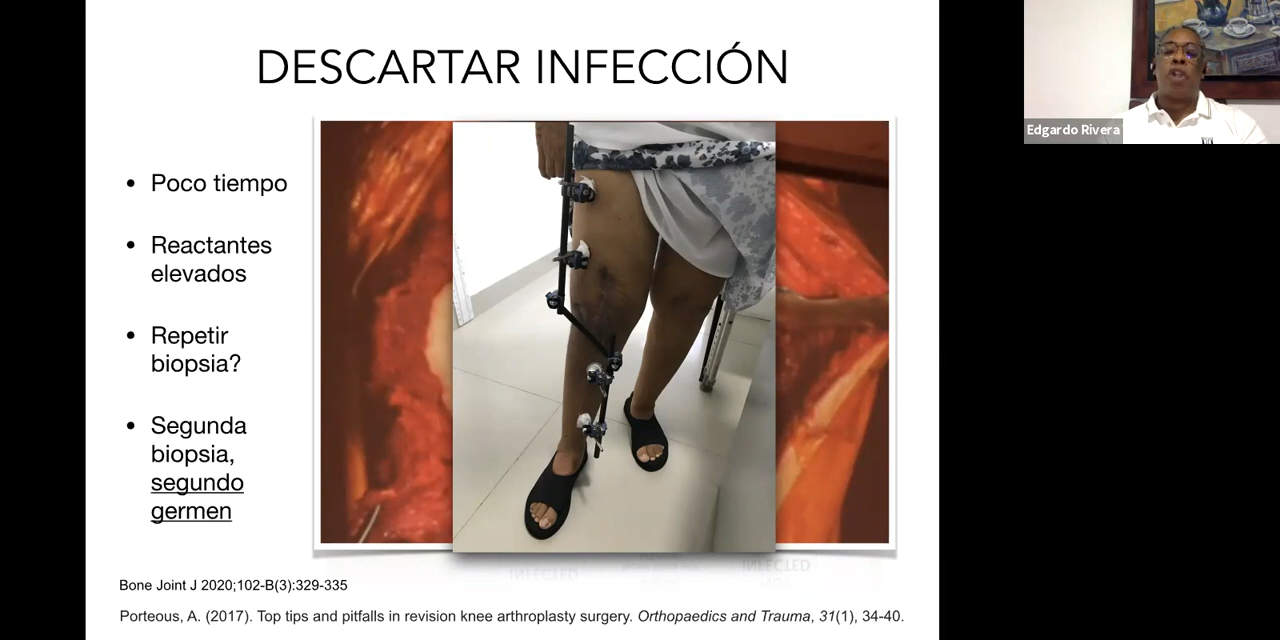 DESCARTAR INFECCIÓN
Edgardo Rivera
• Poco tiempo
• Reactantes
elevados
• Repetir
biopsia?
• Segunda
biopsia,
segundo
germen
INFECTED
Bone Joint J 2020;102-B(3):329-335
Porteous, A. (2017). Top tips and pitfalls in revision knee arthroplasty surgery. Orthopaedics and Trauma, 31(1), 34-40.